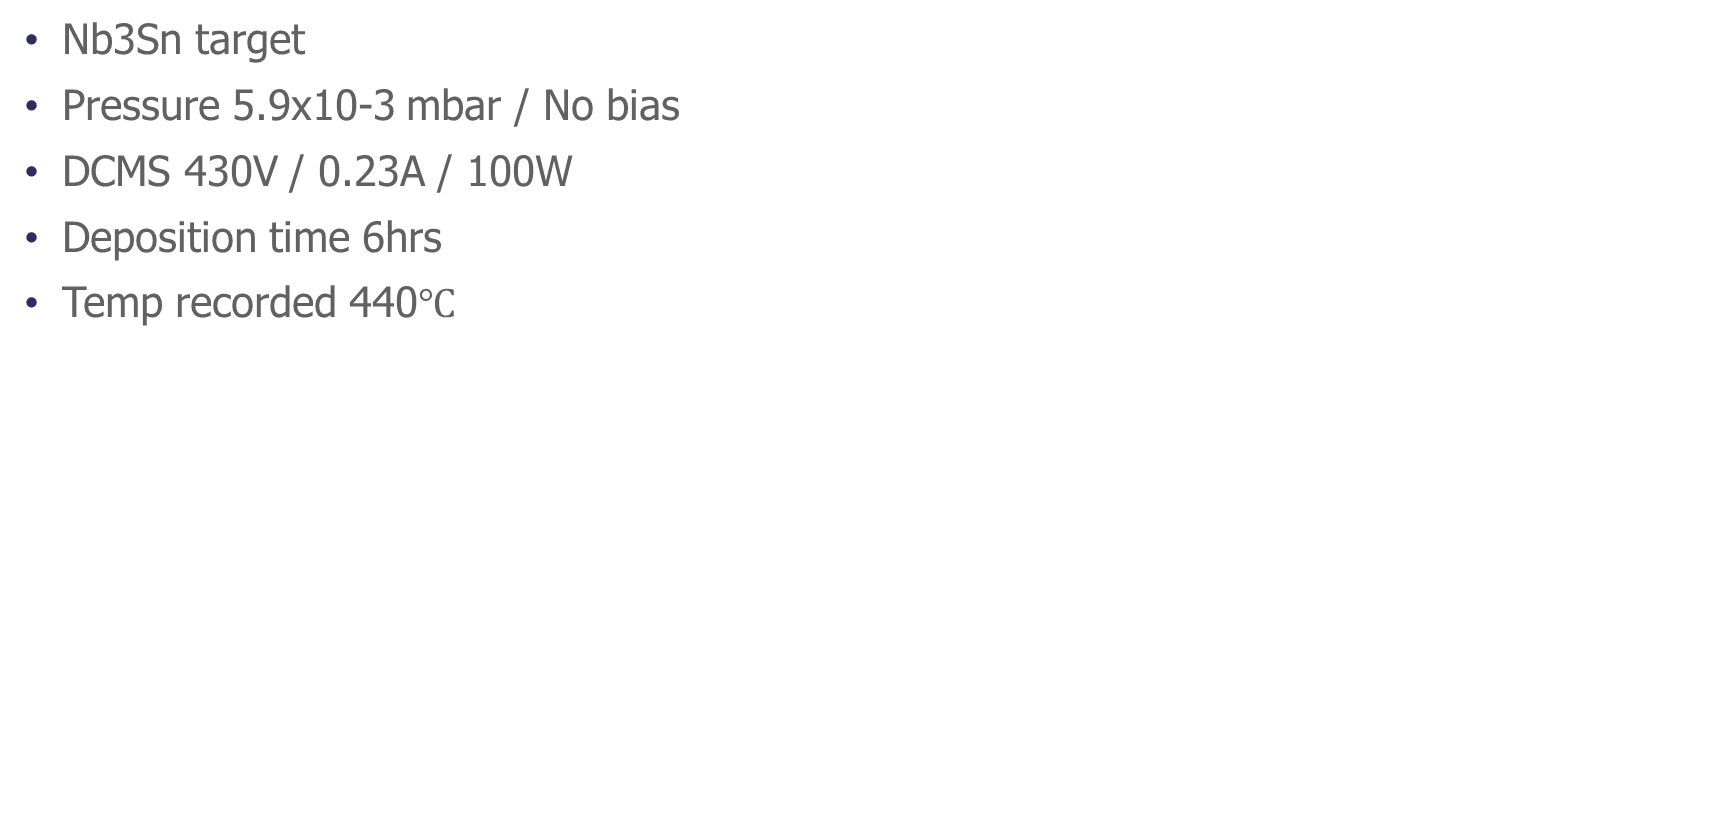 • Nb3Sn target
• Pressure 5.9x10-3 mbar / No bias
• DCMS 430V / 0.23A / 100W
• Deposition time 6hrs
• Temp recorded 440℃